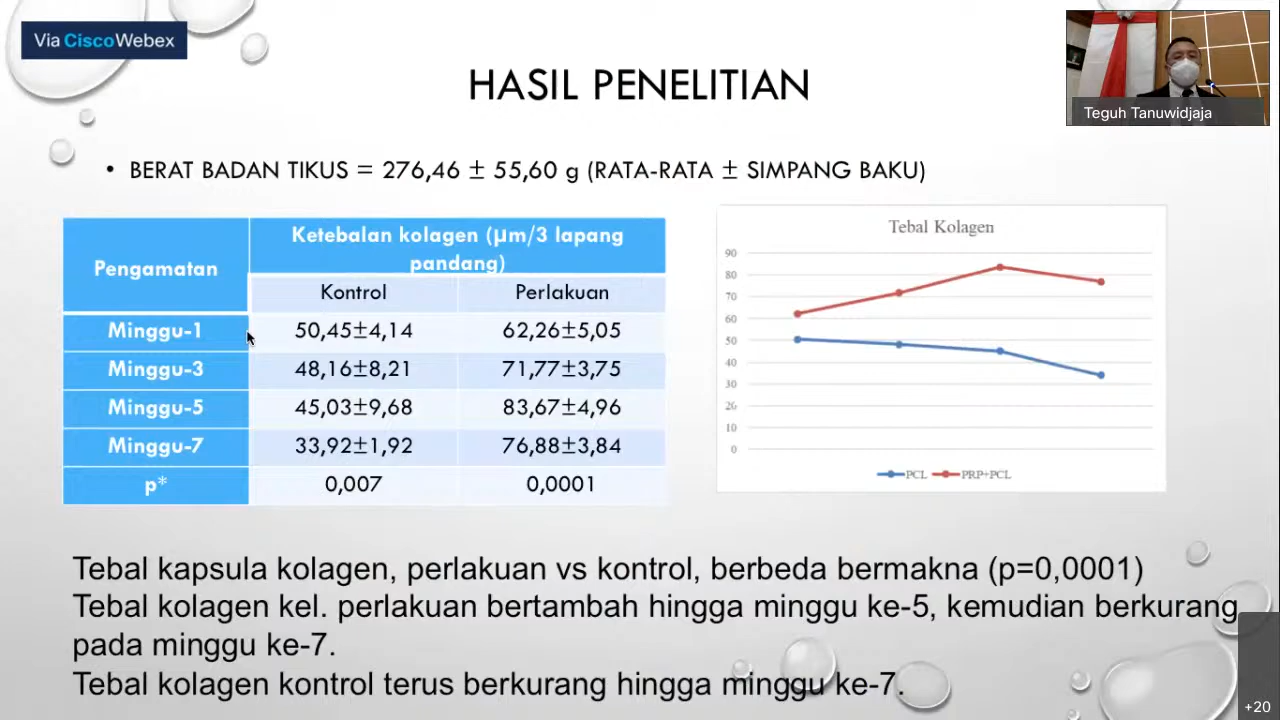 Via CiscoWebex
HASIL PENELITIAN
Teguh Tanuwidjaja
• BERAT BADAN TIKUS = 276,46 ± 55,60 g (RATA-RATA ± SIMPANG BAKU)
Pengamatan
Ketebalan kolagen (µm/3 lapang
pandang)
Kontrol Perlakuan
Minggu-1 50,45±4,14 62,26±5,05
Minggu-3 48,16±8,21 71,77±3,75
Minggu-5 45,03±9,68 83,67±4,96
Minggu-7 33,92±1,92 76,88±3,84
p* 0,007 0,0001
Tebal Kolagen
90
80
70
60
50
40
30
20
10
0
PCL PRP+PCL
Tebal kapsula kolagen, perlakuan vs kontrol, berbeda bermakna (p=0,0001)
Tebal kolagen kel. perlakuan bertambah hingga minggu ke-5, kemudian berkurang
pada minggu ke-7.
Tebal kolagen kontrol terus berkurang hingga minggu ke-7.
+20